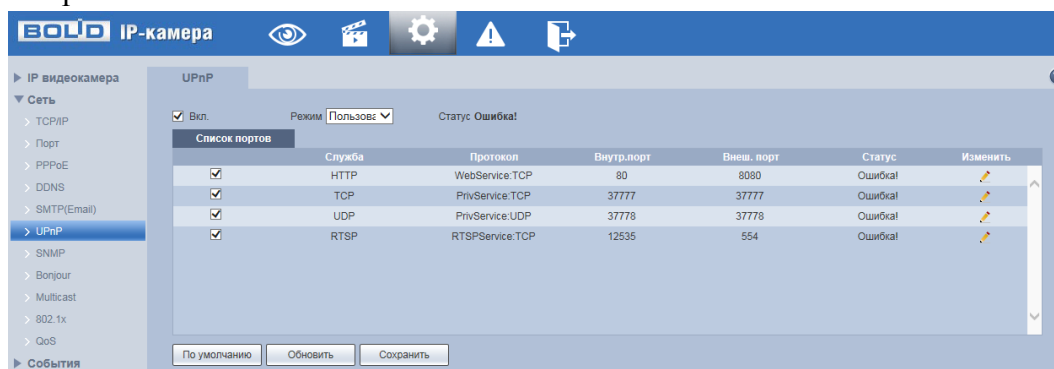 BOLID IP-камера
IP видеокамера
Сеть
TCP/IP
Порт
PPPoE
DDNS
SMTP(Email)
UPnP
SNMP
Bonjour
Multicast
802.1x
QoS
События
UPnP
Вкл. Режим Пользова Статус Ошибка!
Список портов
Служба Протокол Внутр.порт Внеш. порт Статус Изменить
HTTP WebService:TCP 80 8080 Ошибка!
TCP PrivService:TCP 37777 37777 Ошибка!
UDP PrivService:UDP 37778 37778 Ошибка!
RTSP RTSPService:TCP 12535 554 Ошибка!
По умолчанию Обновить Сохранить